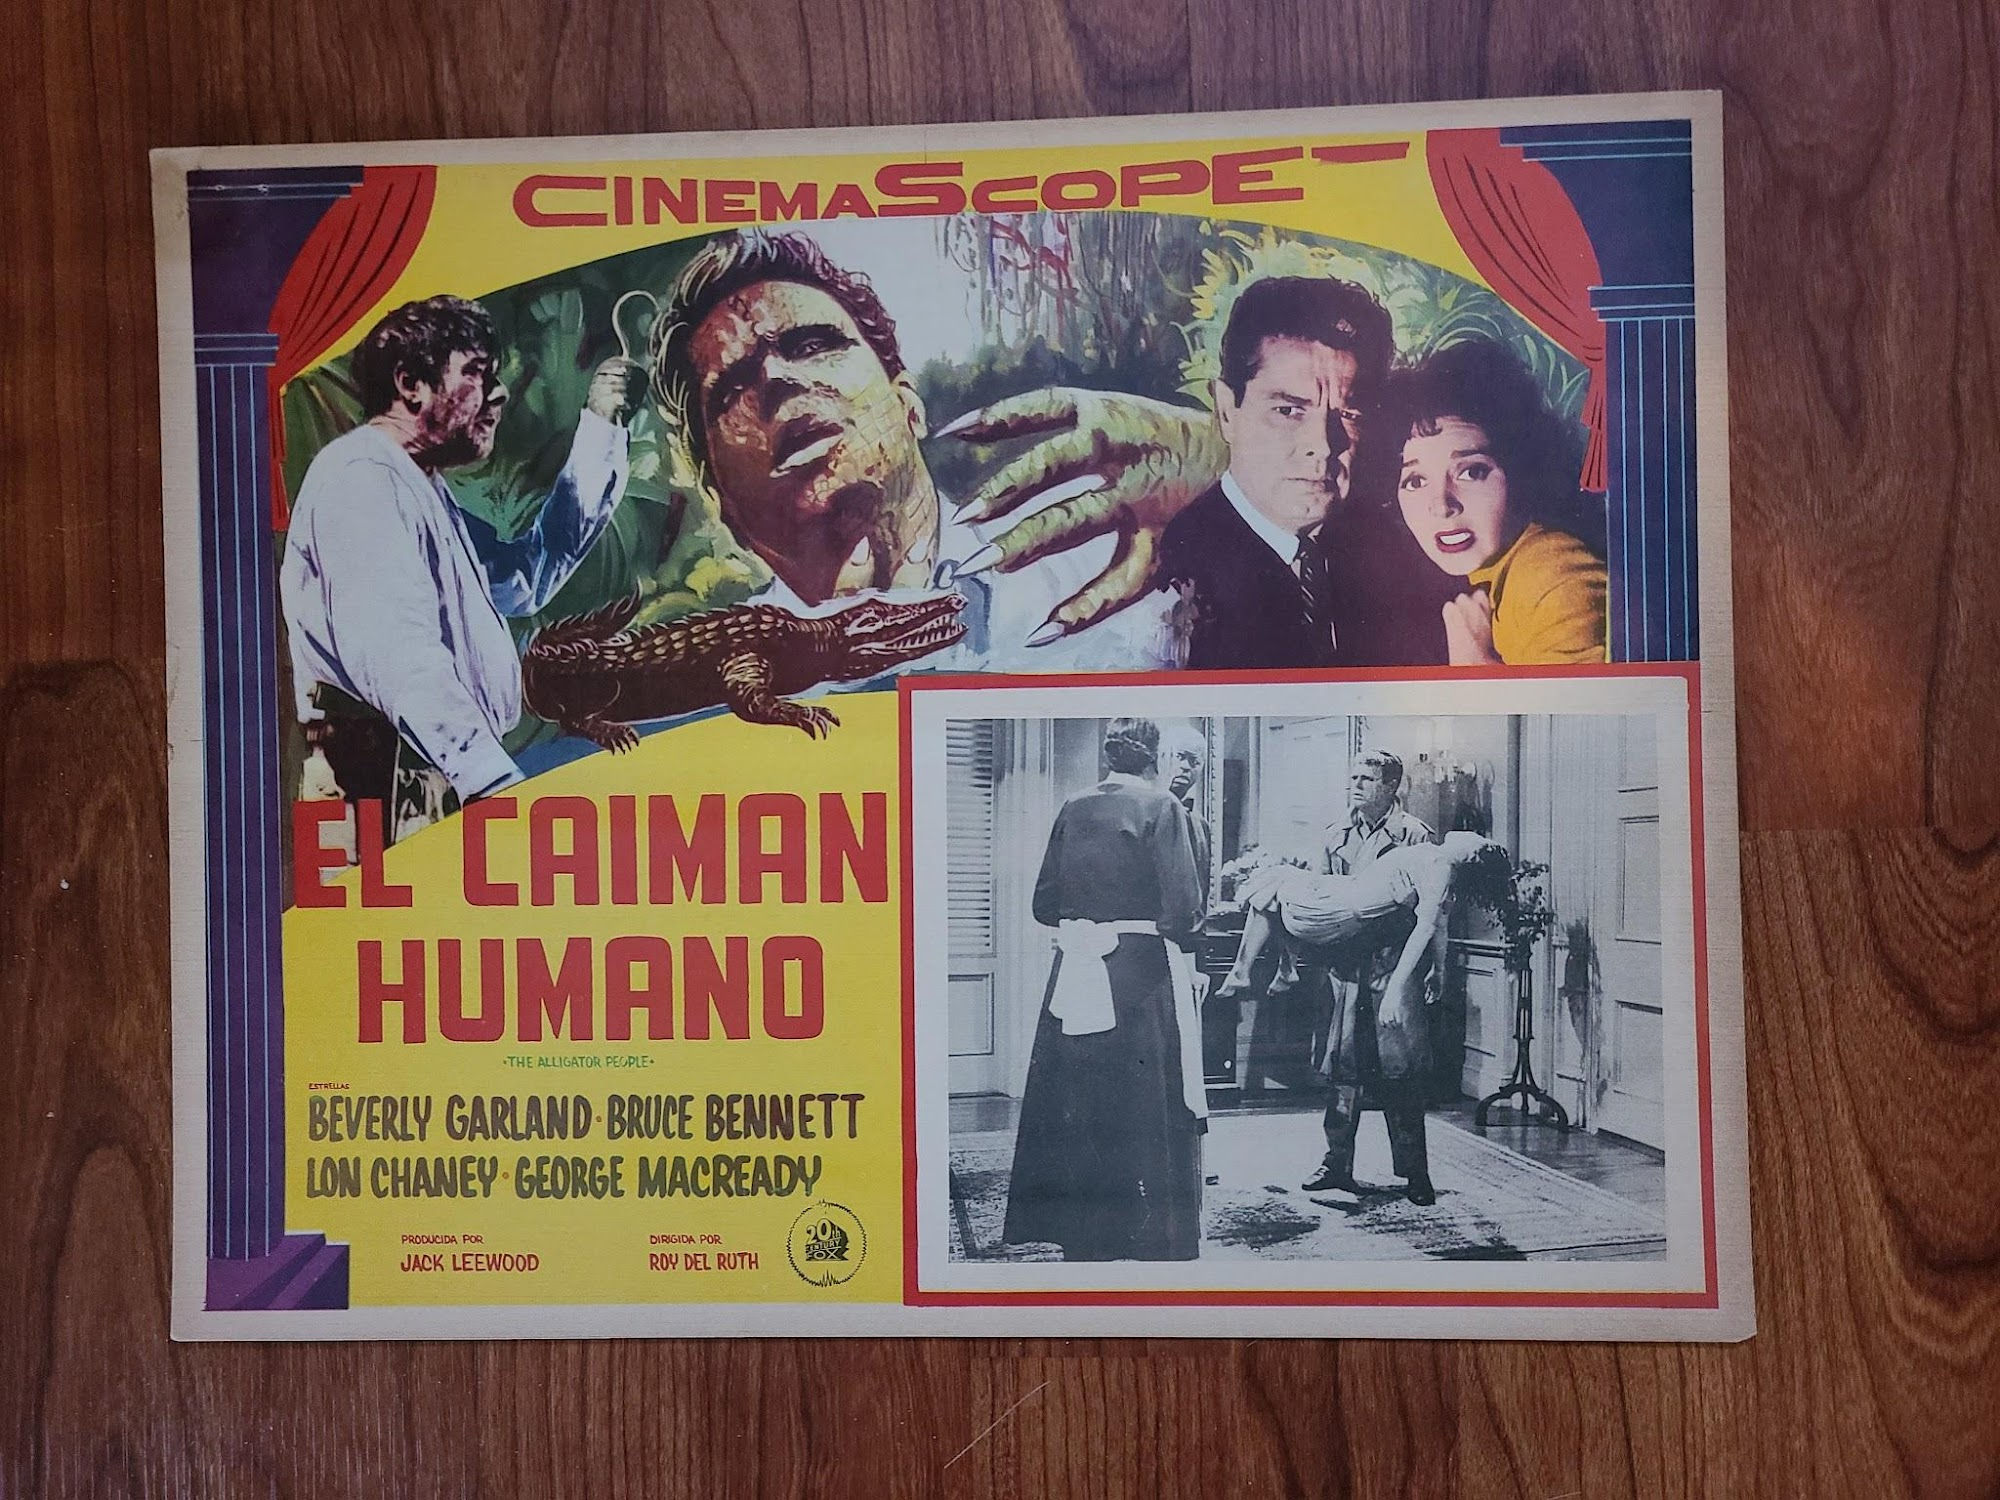 CINEMASCOPE
EL CAIMAN
HUMANO
•THE ALLIGATOR PEOPLE•
ESTRELLAS
BEVERLY GARLAND • BRUCE BENNETT
LON CHANEY • GEORGE MACREADY
PRODUCIDA POR
JACK LEEWOOD
DIRIGIDA POR
ROY DEL RUTH
20th
CENTURY
FOX